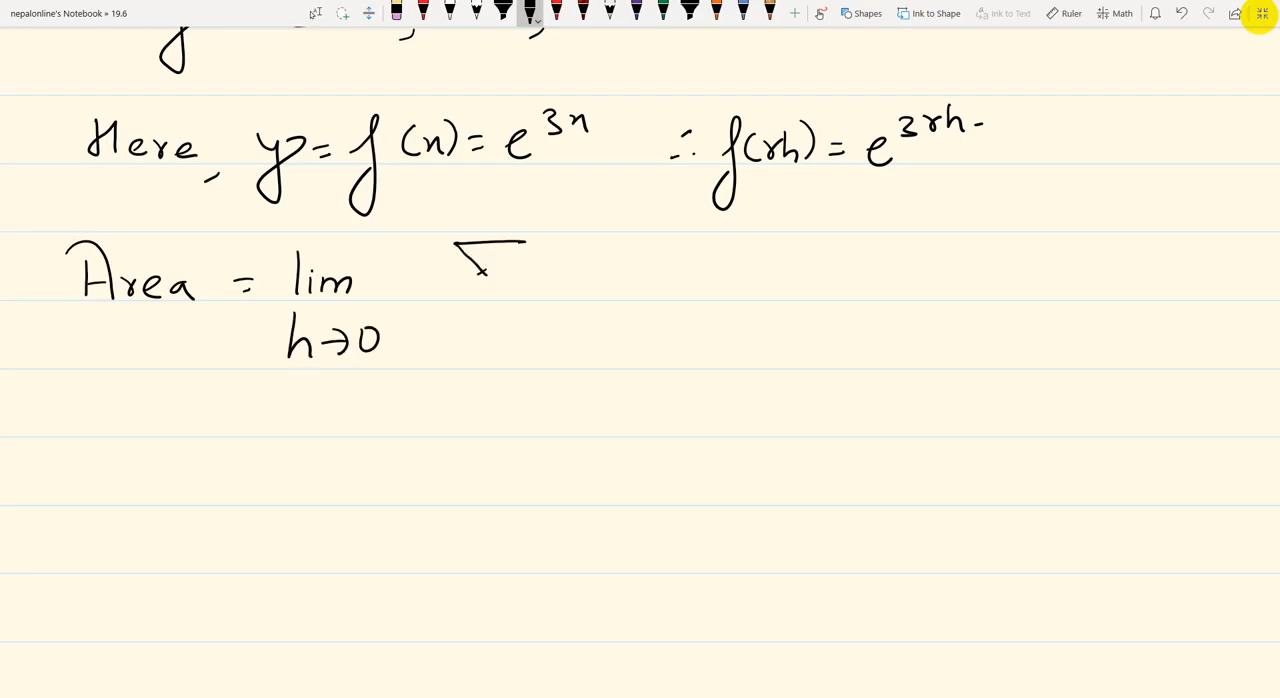 nepalonline's Notebook » 19.6
Shapes Ink to Shape Ink to Text Ruler Math
y
Here, y = f(x) = e^{3x} ∴ f(rh) = e^{3rh}.
Area = lim
h→0